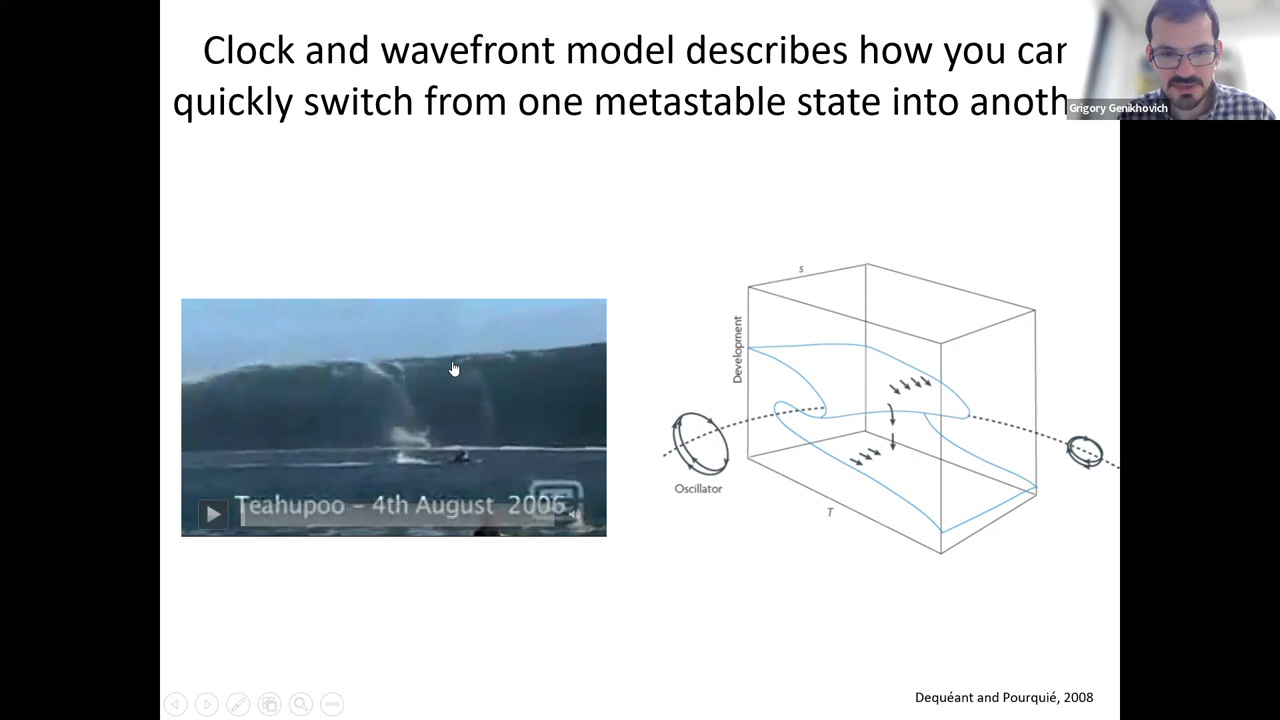 Clock and wavefront model describes how you can
quickly switch from one metastable state into anoth
Grigory Genikhovich
s
Development
Oscillator
T
Teahupoo – 4th August 2006
Dequéant and Pourquié, 2008